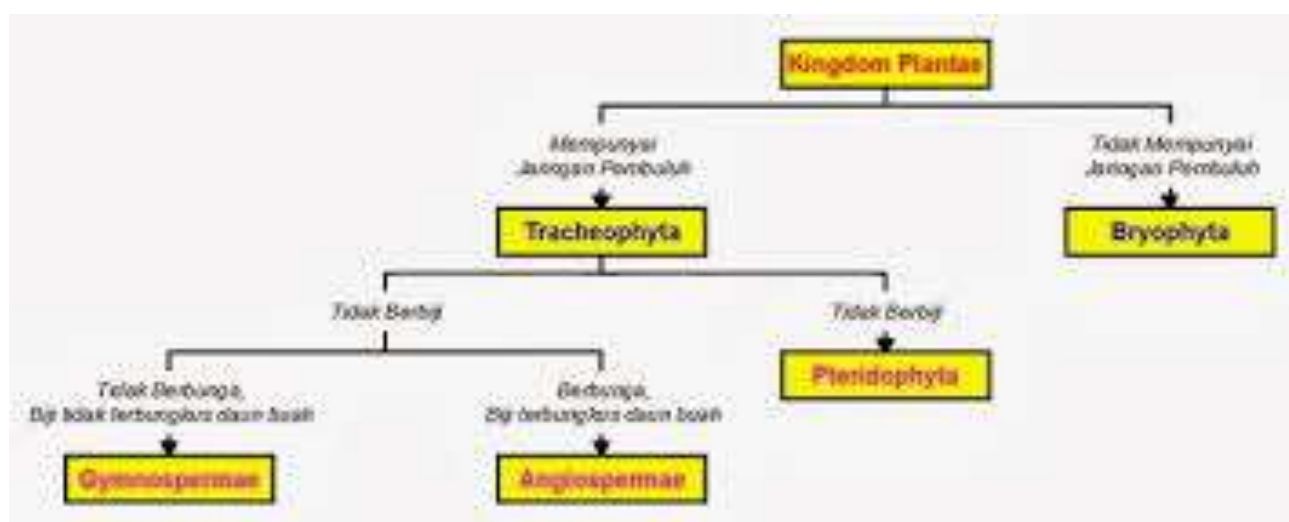 Kingdom Plantae
Mempunyai
Jaringan Pembuluh
Tidak Mempunyai
Jaringan Pembuluh
Tracheophyta
Bryophyta
Tidak Berbiji
Tidak Berbiji
Tidak Berbunga,
Biji tidak terbungkus daun buah
Berbunga,
Biji terbungkus daun buah
Pteridophyta
Gymnospermae
Angiospermae